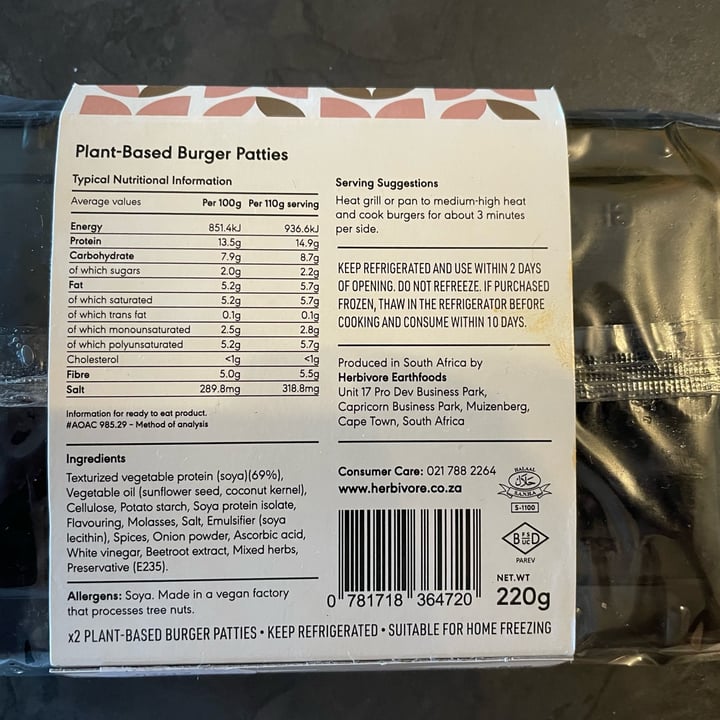 Plant-Based Burger Patties
Typical Nutritional Information
Average values Per 100g Per 110g serving
Energy 851.4kJ 936.6kJ
Protein 13.5g 14.9g
Carbohydrate 7.9g 8.7g
of which sugars 2.0g 2.2g
Fat 5.2g 5.7g
of which saturated 5.2g 5.7g
of which trans fat 0.1g 0.1g
of which monounsaturated 2.5g 2.8g
of which polyunsaturated 5.2g 5.7g
Cholesterol <1g <1g
Fibre 5.0g 5.5g
Salt 289.8mg 318.8mg
Information for ready to eat product.
#AOAC 985.29 - Method of analysis
Ingredients
Texturized vegetable protein (soya)(69%),
Vegetable oil (sunflower seed, coconut kernel),
Cellulose, Potato starch, Soya protein isolate,
Flavouring, Molasses, Salt, Emulsifier (soya
lecithin), Spices, Onion powder, Ascorbic acid,
White vinegar, Beetroot extract, Mixed herbs,
Preservative (E235).
Allergens: Soya. Made in a vegan factory
that processes tree nuts.
Serving Suggestions
Heat grill or pan to medium-high heat
and cook burgers for about 3 minutes
per side.
KEEP REFRIGERATED AND USE WITHIN 2 DAYS
OF OPENING. DO NOT REFREEZE. IF PURCHASED
FROZEN, THAW IN THE REFRIGERATOR BEFORE
COOKING AND CONSUME WITHIN 10 DAYS.
Produced in South Africa by
Herbivore Earthfoods
Unit 17 Pro Dev Business Park,
Capricorn Business Park, Muizenberg,
Cape Town, South Africa
Consumer Care: 021 788 2264
www.herbivore.co.za
HALAAL
حلال
SANHA
S-1100
B D
PAREV
0 781718 364720
NET.WT
220g
x2 PLANT-BASED BURGER PATTIES • KEEP REFRIGERATED • SUITABLE FOR HOME FREEZING